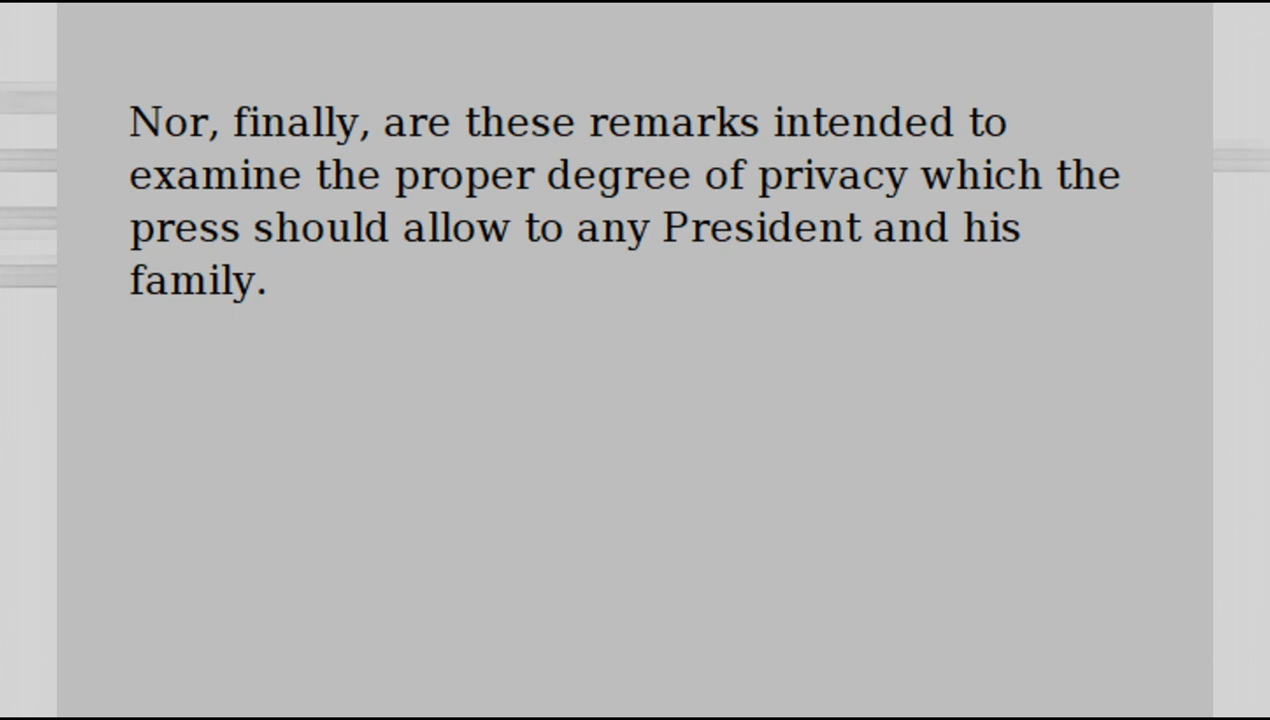 Nor, finally, are these remarks intended to
examine the proper degree of privacy which the
press should allow to any President and his
family.